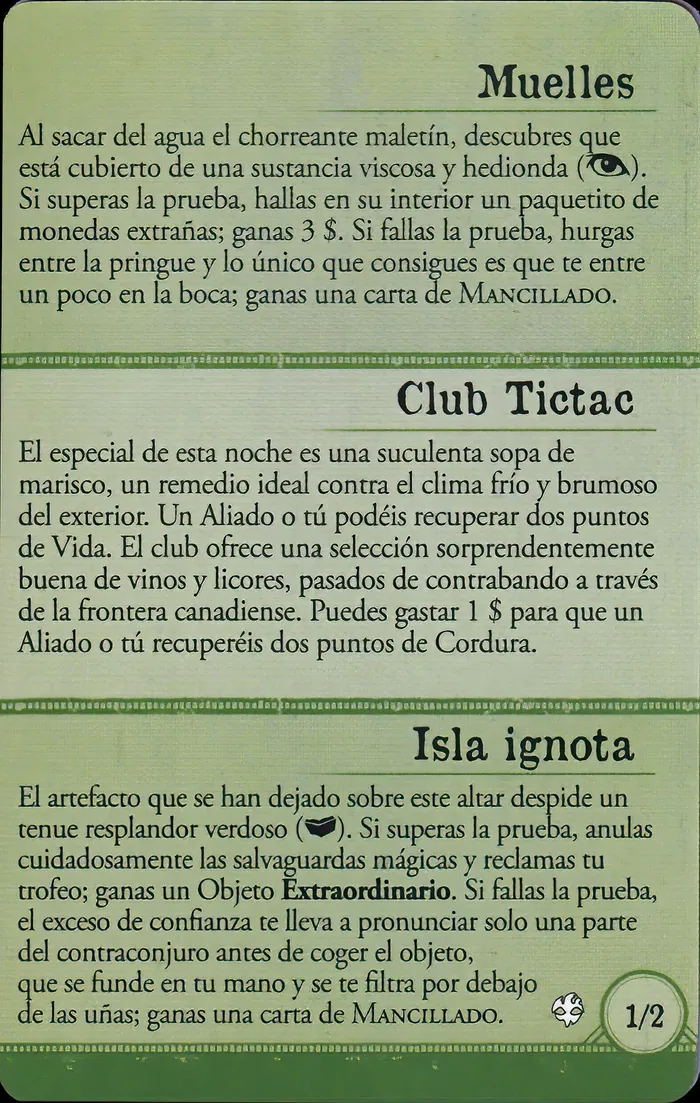 Muelles
Al sacar del agua el chorreante maletín, descubres que
está cubierto de una sustancia viscosa y hedionda ( ).
Si superas la prueba, hallas en su interior un paquetito de
monedas extrañas; ganas 3 $. Si fallas la prueba, hurgas
entre la pringue y lo único que consigues es que te entre
un poco en la boca; ganas una carta de MANCILLADO.
Club Tictac
El especial de esta noche es una suculenta sopa de
marisco, un remedio ideal contra el clima frío y brumoso
del exterior. Un Aliado o tú podéis recuperar dos puntos
de Vida. El club ofrece una selección sorprendentemente
buena de vinos y licores, pasados de contrabando a través
de la frontera canadiense. Puedes gastar 1 $ para que un
Aliado o tú recuperéis dos puntos de Cordura.
Isla ignota
El artefacto que se han dejado sobre este altar despide un
tenue resplandor verdoso ( ). Si superas la prueba, anulas
cuidadosamente las salvaguardas mágicas y reclamas tu
trofeo; ganas un Objeto Extraordinario. Si fallas la prueba,
el exceso de confianza te lleva a pronunciar solo una parte
del contraconjuro antes de coger el objeto,
que se funde en tu mano y se te filtra por debajo
de las uñas; ganas una carta de MANCILLADO.
1/2